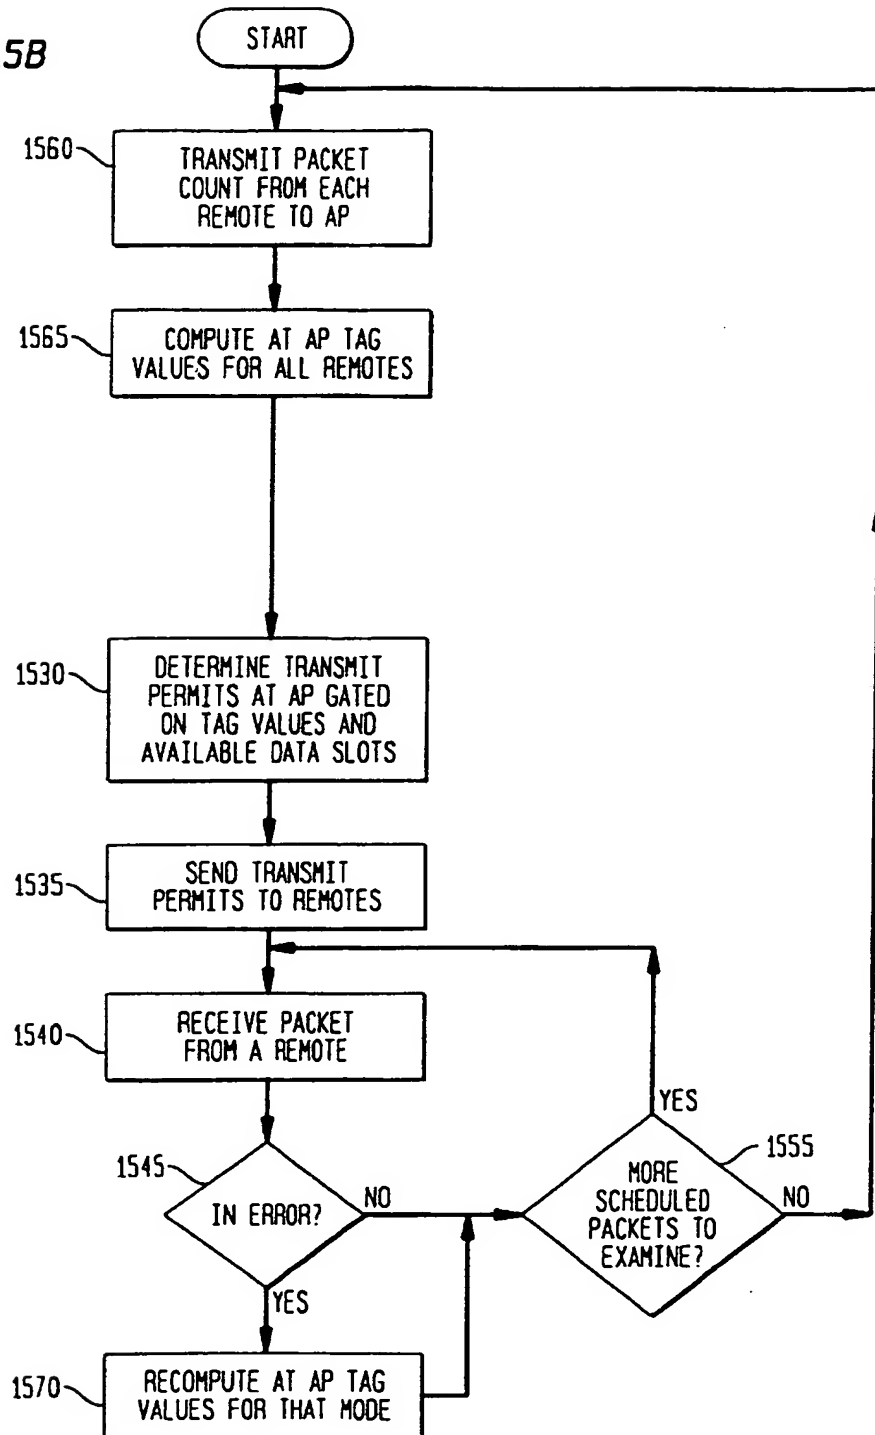 5B
START
1560
TRANSMIT PACKET
COUNT FROM EACH
REMOTE TO AP
1565
COMPUTE AT AP TAG
VALUES FOR ALL REMOTES
1530
DETERMINE TRANSMIT
PERMITS AT AP GATED
ON TAG VALUES AND
AVAILABLE DATA SLOTS
1535
SEND TRANSMIT
PERMITS TO REMOTES
1540
RECEIVE PACKET
FROM A REMOTE
1545
IN ERROR?
NO
YES
1555
MORE
SCHEDULED
PACKETS TO
EXAMINE?
YES
NO
1570
RECOMPUTE AT AP TAG
VALUES FOR THAT MODE